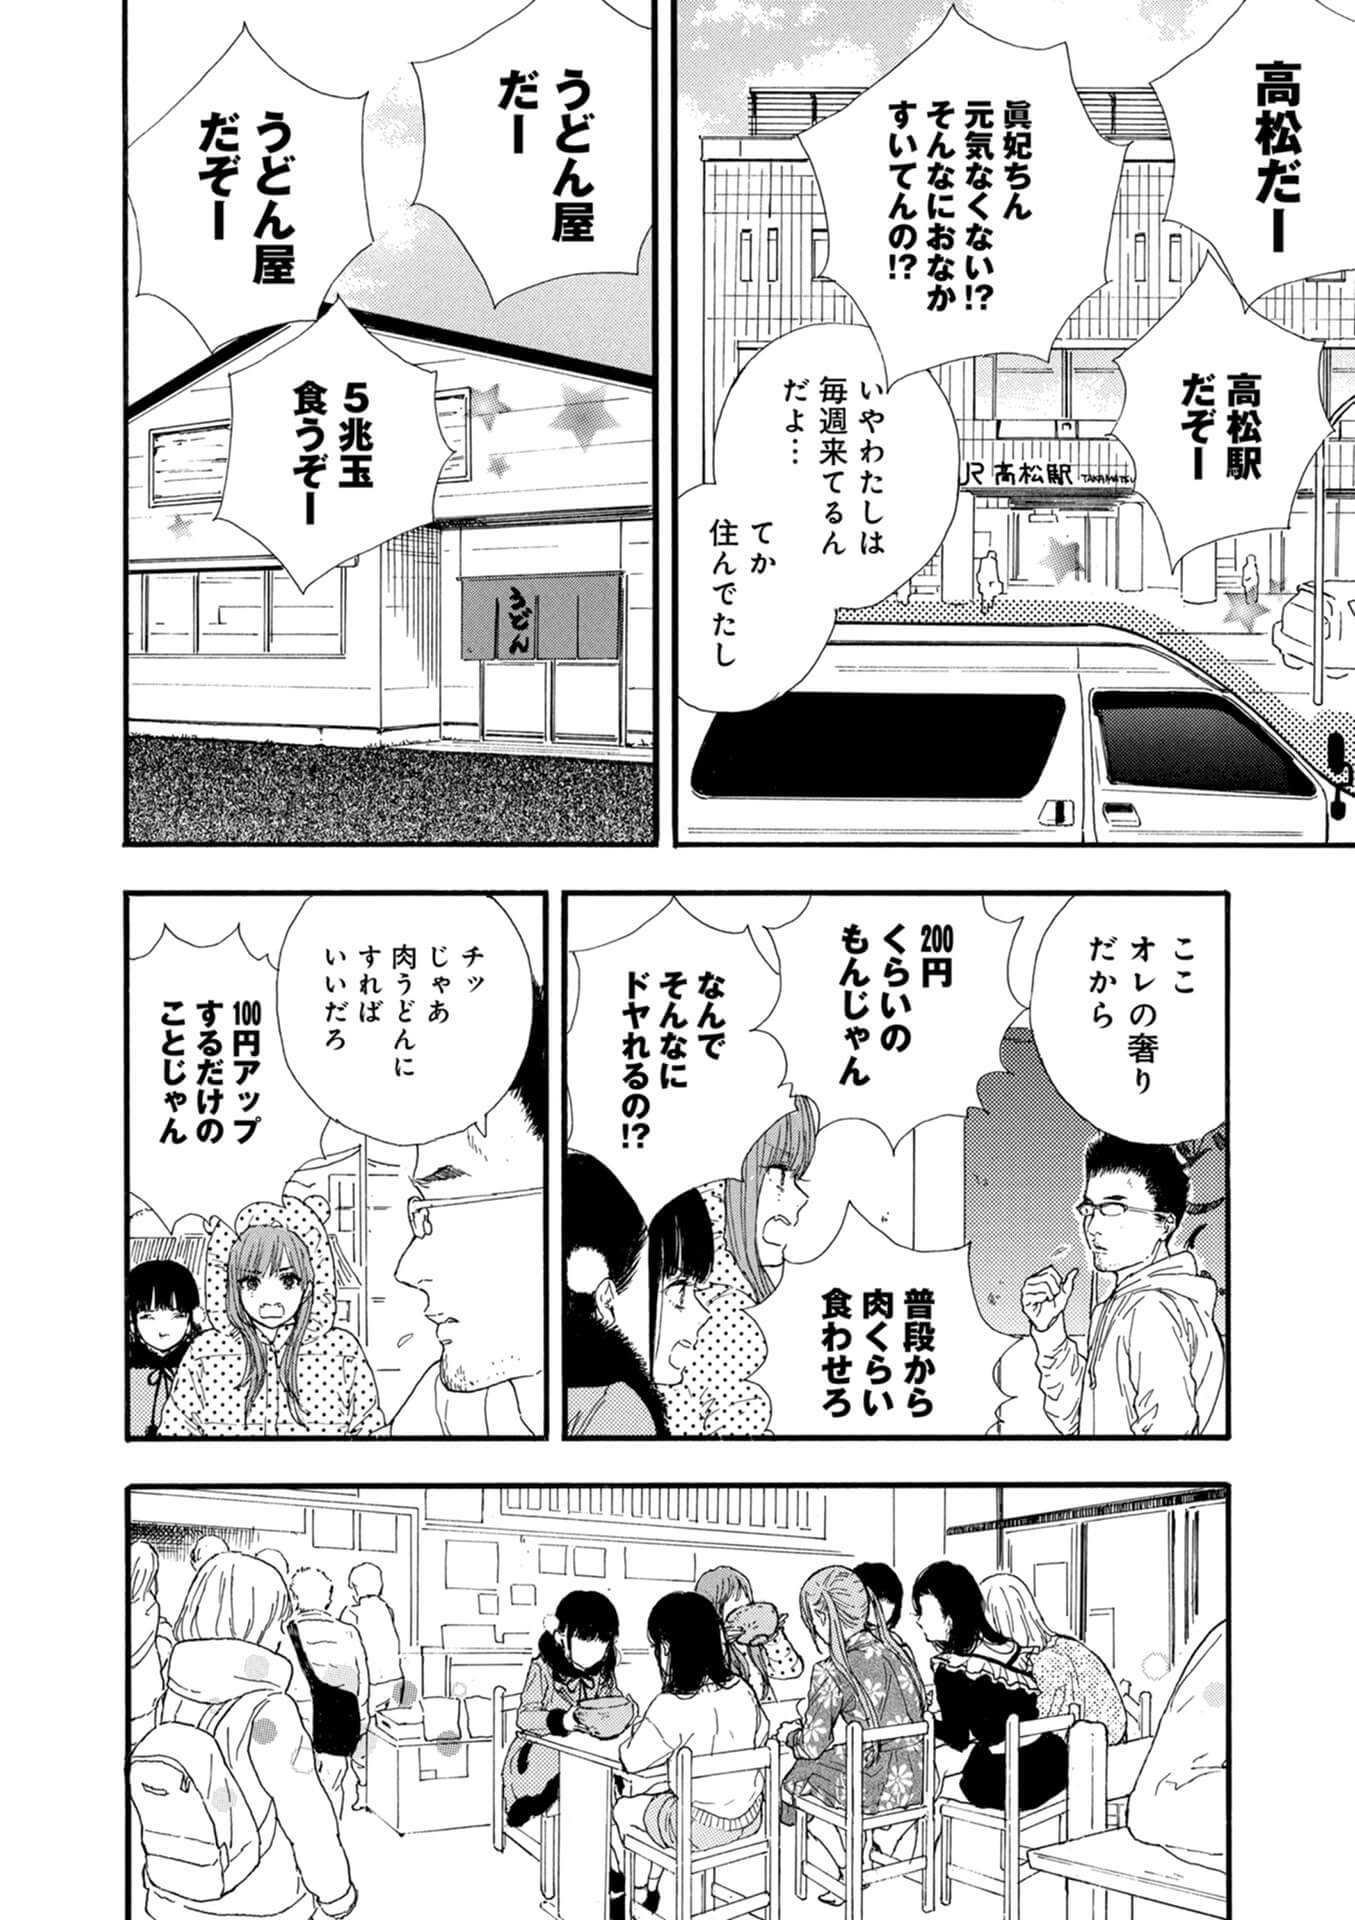 高松だー
高松駅
だぞー
眞妃ちん
元気なくない!?
そんなにおなか
すいてんの!?
いやわたしは
毎週来てるん
だよ…
てか
住んでたし
JR高松駅 TAKAMATSU
うどん屋
だー
うどん屋
だぞー
5兆玉
食うぞー
うどん
ここ
オレの奢り
だから
200円
くらいの
もんじゃん
なんで
そんなに
ドヤれるの!?
普段から
肉くらい
食わせろ
チッ
じゃあ
肉うどんに
すれば
いいだろ
100円アップ
するだけの
ことじゃん